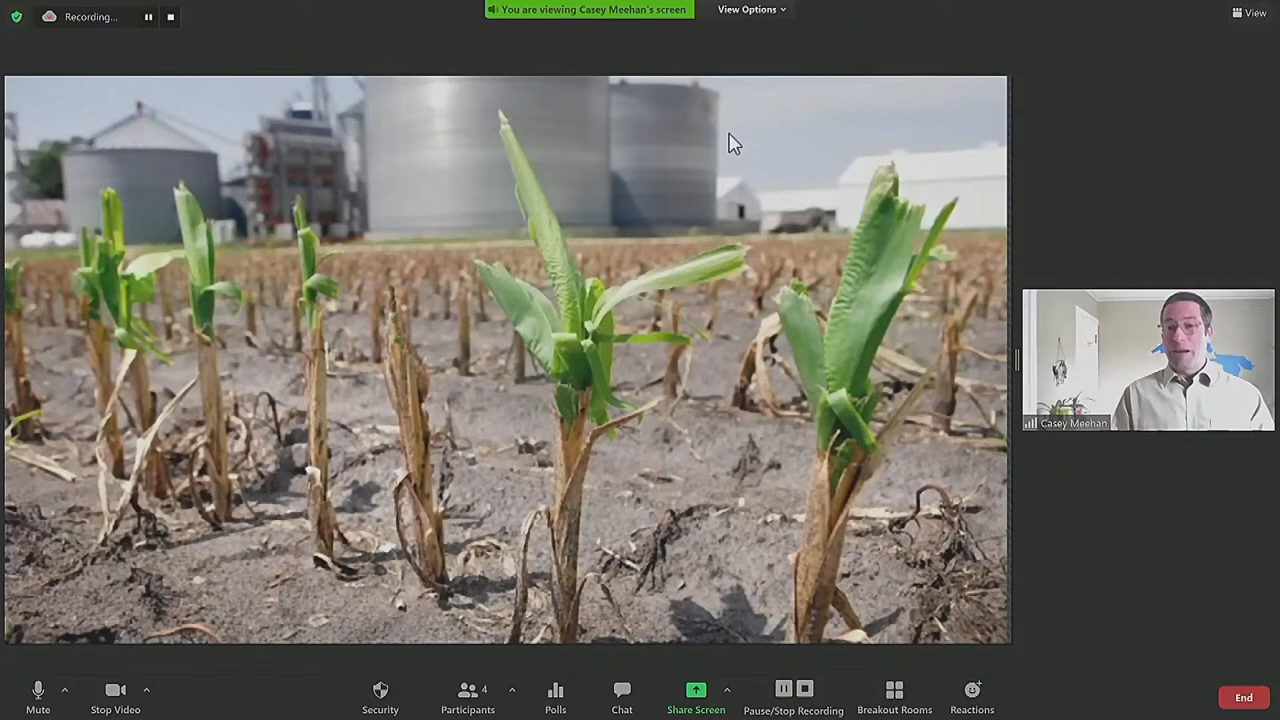 Recording...
You are viewing Casey Meehan's screen
View Options
View
Casey Meehan
Mute
Stop Video
Security
Participants
4
Polls
Chat
Share Screen
Pause/Stop Recording
Breakout Rooms
Reactions
End